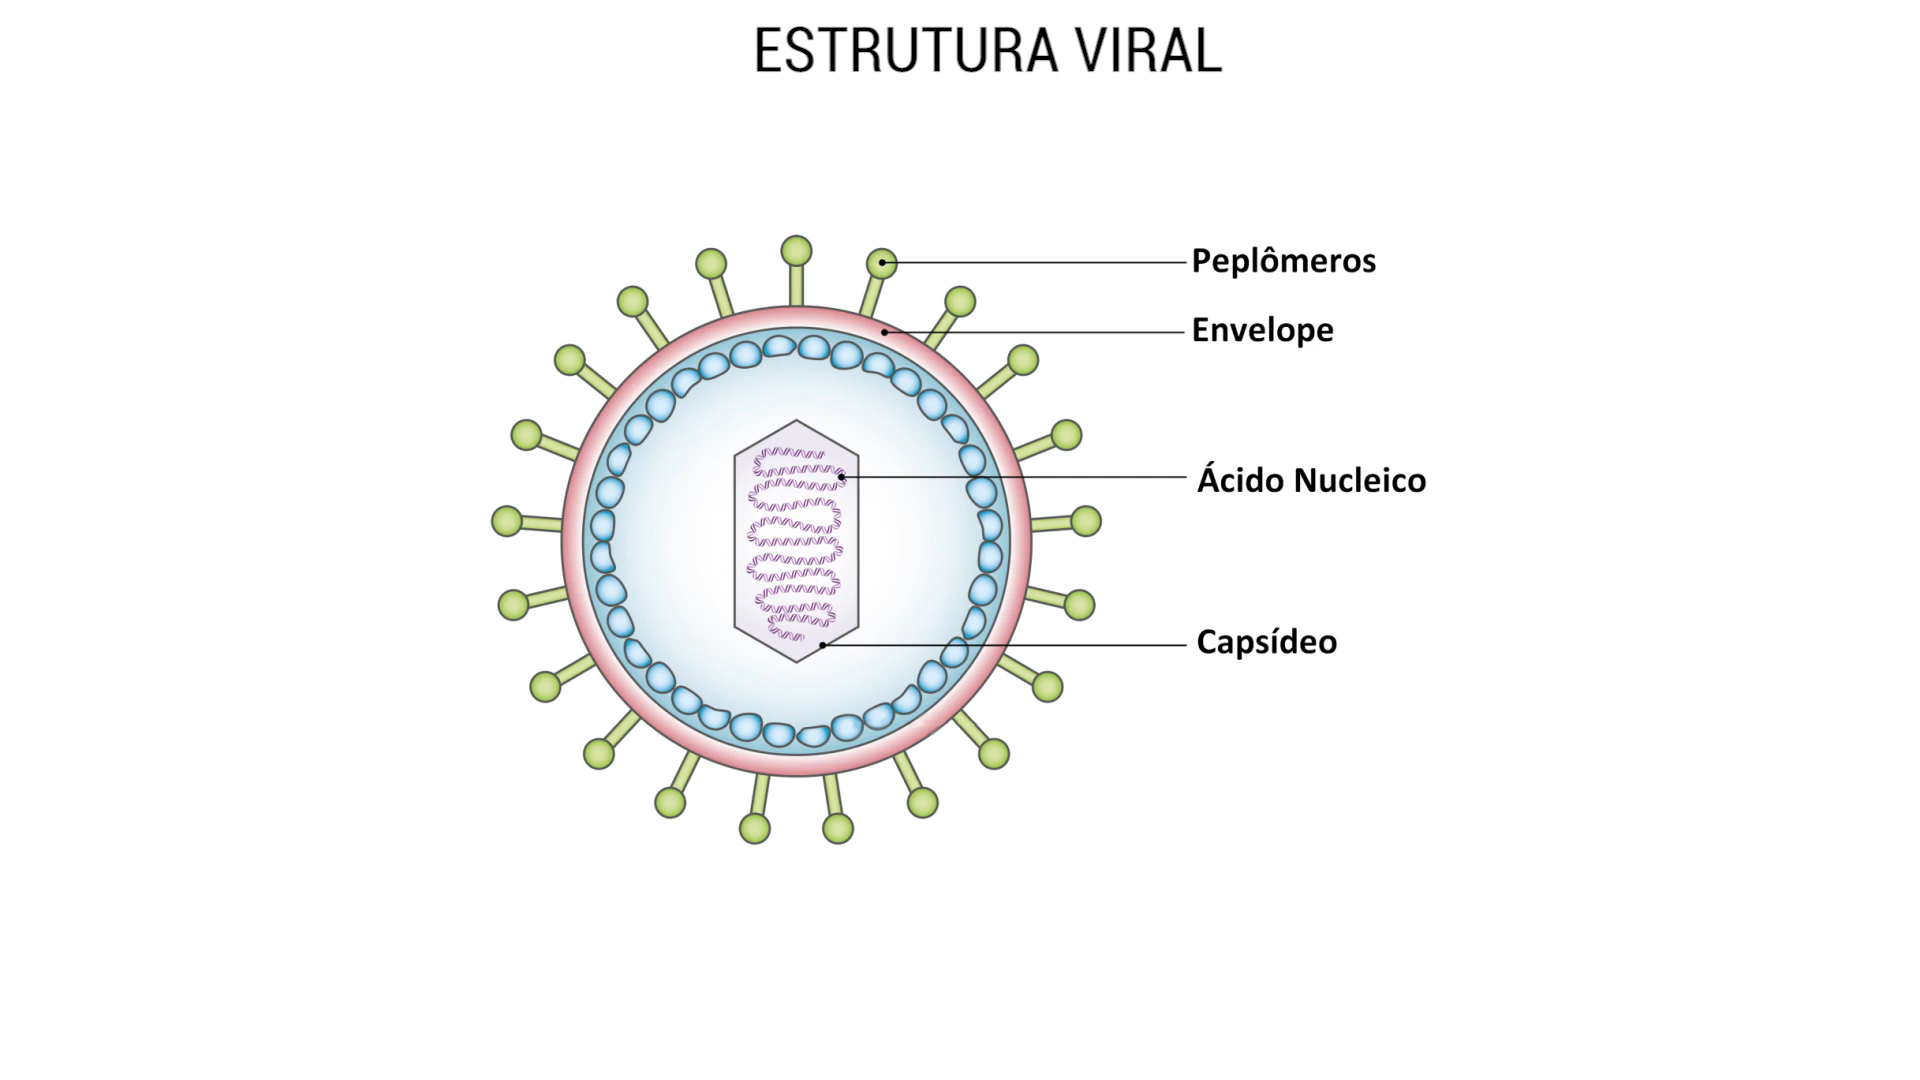 ESTRUTURA VIRAL
Peplômeros
Envelope
Ácido Nucleico
Capsídeo